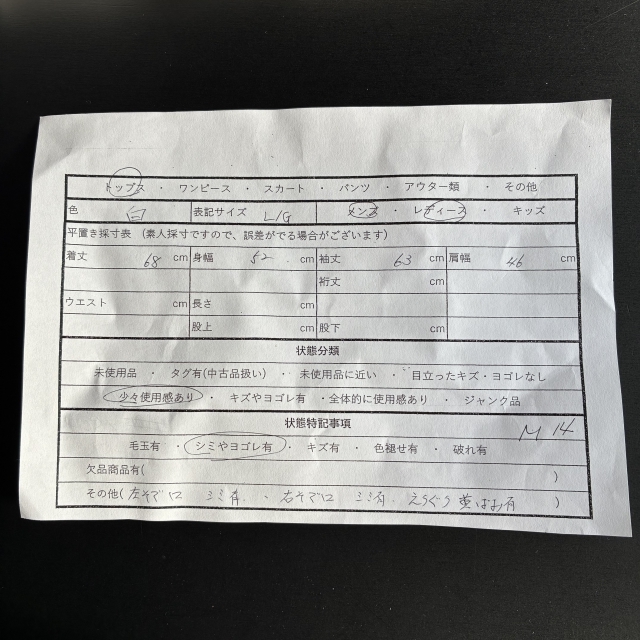 トップス ・ ワンピース ・ スカート ・ パンツ ・ アウター類 ・ その他
色 白 表記サイズ L/G メンズ ・ レディース ・ キッズ
平置き採寸表 (素人採寸ですので、誤差がでる場合がございます)
着丈 68 cm 身幅 52 cm 袖丈 63 cm 肩幅 46 cm
裄丈 cm
ウエスト cm 長さ cm
股上 cm 股下 cm
状態分類
未使用品 ・ タグ有(中古品扱い) ・ 未使用品に近い ・ 目立ったキズ・ヨゴレなし
少々使用感あり ・ キズやヨゴレ有 ・全体的に使用感あり ・ ジャンク品
状態特記事項 M 14
毛玉有 ・ シミやヨゴレ有 ・ キズ有 ・ 色褪せ有 ・ 破れ有
欠品商品有( )
その他(左そで口 シミ有、右そで口 シミ有、えりぐり黄ばみ有 )